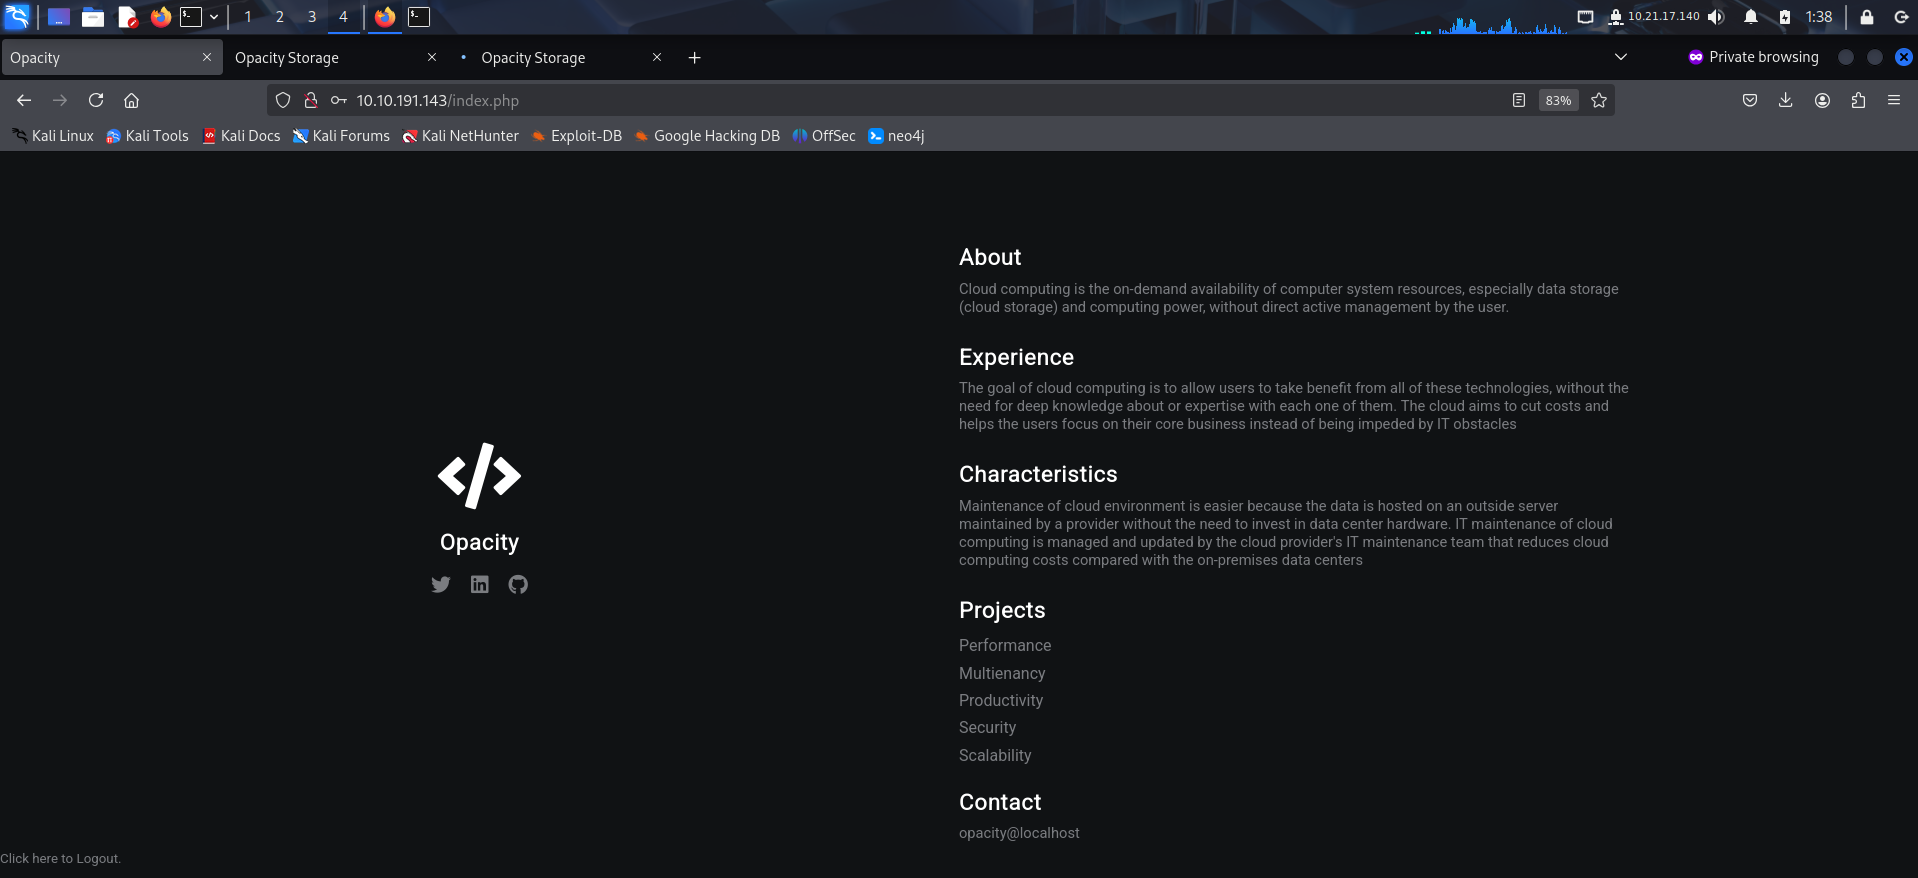 1 2 3 4 10.21.17.140 1:38
Opacity Opacity Storage Opacity Storage Private browsing
10.10.191.143/index.php 83%
Kali Linux Kali Tools Kali Docs Kali Forums Kali NetHunter Exploit-DB Google Hacking DB OffSec neo4j
Opacity
Click here to Logout.
About
Cloud computing is the on-demand availability of computer system resources, especially data storage
(cloud storage) and computing power, without direct active management by the user.
Experience
The goal of cloud computing is to allow users to take benefit from all of these technologies, without the
need for deep knowledge about or expertise with each one of them. The cloud aims to cut costs and
helps the users focus on their core business instead of being impeded by IT obstacles
Characteristics
Maintenance of cloud environment is easier because the data is hosted on an outside server
maintained by a provider without the need to invest in data center hardware. IT maintenance of cloud
computing is managed and updated by the cloud provider's IT maintenance team that reduces cloud
computing costs compared with the on-premises data centers
Projects
Performance
Multienancy
Productivity
Security
Scalability
Contact
opacity@localhost